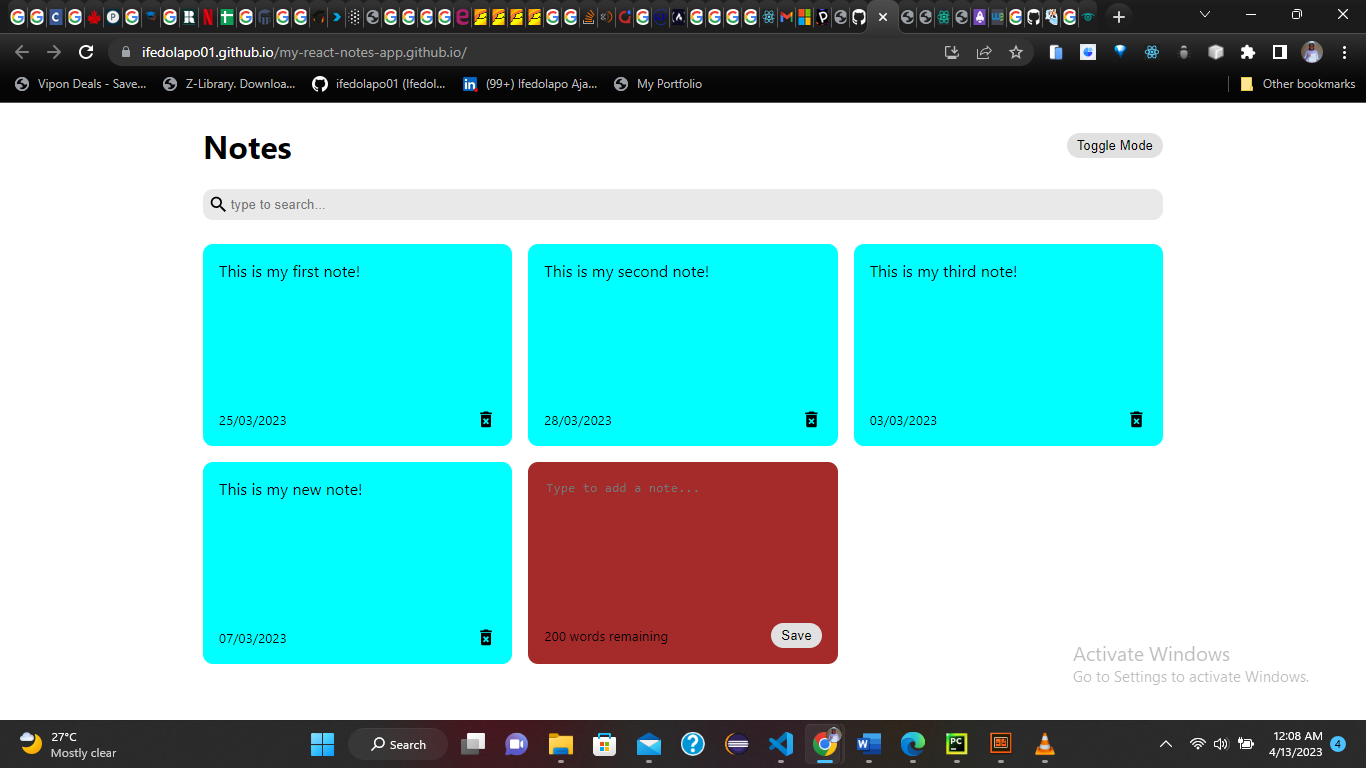 ifedolapo01.github.io/my-react-notes-app.github.io/
Vipon Deals - Save... Z-Library. Downloa... ifedolapo01 (Ifedol... (99+) Ifedolapo Aja... My Portfolio Other bookmarks
Notes
Toggle Mode
type to search...
This is my first note! This is my second note! This is my third note!
25/03/2023 28/03/2023 03/03/2023
This is my new note! Type to add a note...
07/03/2023 200 words remaining Save
Activate Windows
Go to Settings to activate Windows.
27°C
Mostly clear
Search
12:08 AM
4/13/2023 4